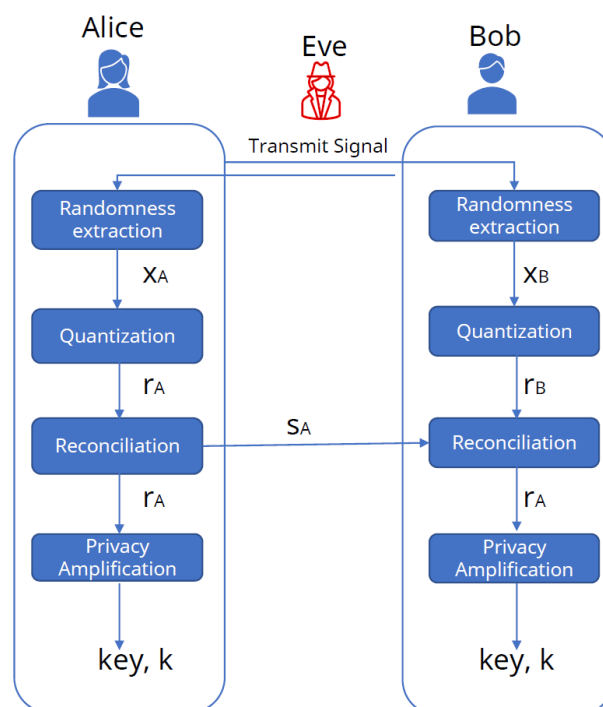 Alice
Eve
Bob
Transmit Signal
Randomness
extraction
Randomness
extraction
XA
XB
Quantization
Quantization
rA
rB
Reconciliation
SA
Reconciliation
rA
rA
Privacy
Amplification
Privacy
Amplification
key, k
key, k